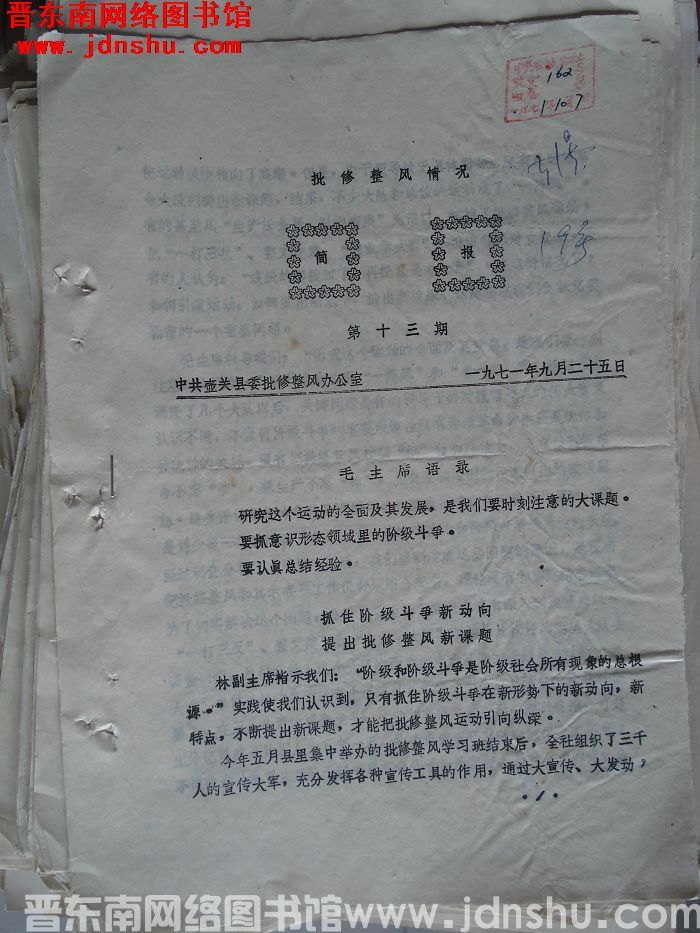 晋东南网络图书馆
www.jdnshu.com
162
1107
批修整风情况
19号
简报
第十三期
中共壶关县委批修整风办公室 一九七一年九月二十五日
毛主席语录
研究这个运动的全面及其发展，是我们要时刻注意的大课题。
要抓意识形态领域里的阶级斗争。
要认真总结经验。
抓住阶级斗争新动向
提出批修整风新课题
林副主席指示我们：“阶级和阶级斗争是阶级社会所有现象的总根
源。”实践使我们认识到，只有抓住阶级斗争在新形势下的新动向，新
特点，不断提出新课题，才能把批修整风运动引向纵深。
今年五月县里集中举办的批修整风学习班结束后，全社组织了三千
人的宣传大军，充分发挥各种宣传工具的作用，通过大宣传、大发动，
·1·
晋东南网络图书馆 www.jdnshu.com